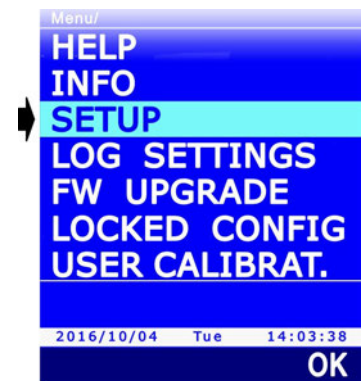 Menu/
HELP
INFO
SETUP
LOG SETTINGS
FW UPGRADE
LOCKED CONFIG
USER CALIBRAT.
2016/10/04 Tue 14:03:38
OK